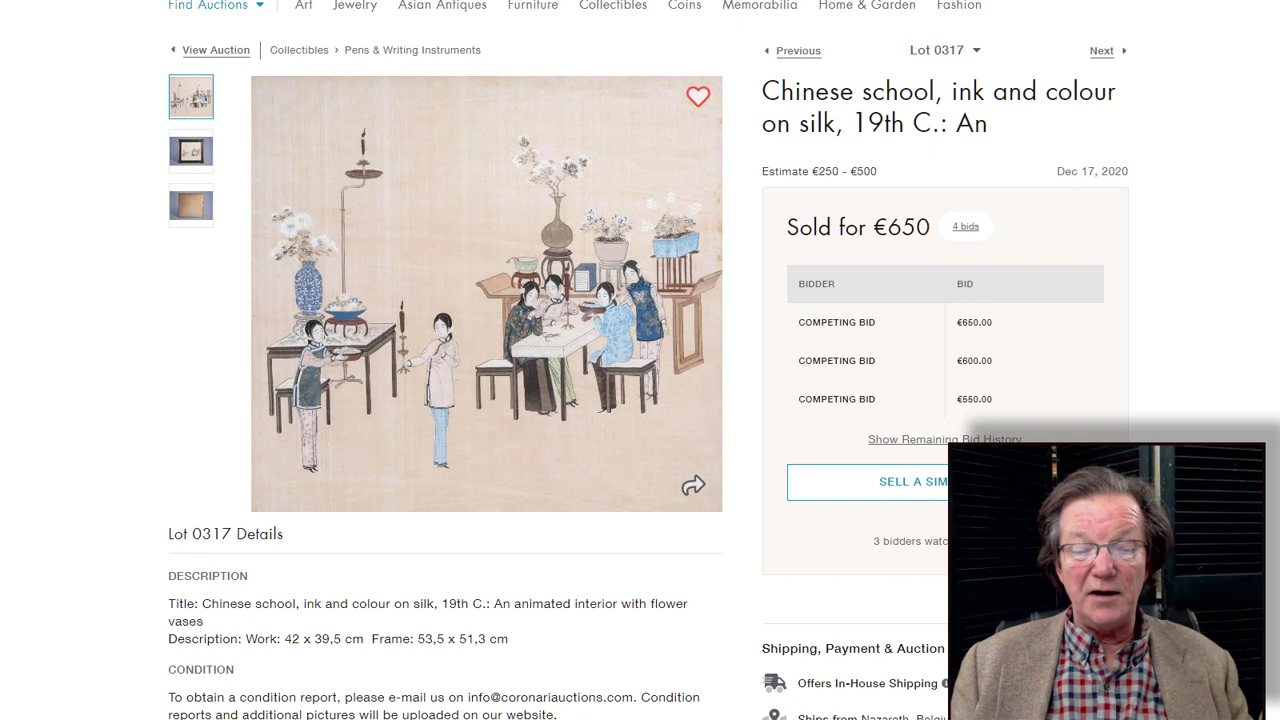 Find Auctions Art Jewelry Asian Antiques Furniture Collectibles Coins Memorabilia Home & Garden Fashion
View Auction Collectibles › Pens & Writing Instruments
Previous Lot 0317 Next
Chinese school, ink and colour
on silk, 19th C.: An
Estimate €250 - €500 Dec 17, 2020
Sold for €650 4 bids
BIDDER BID
COMPETING BID €650.00
COMPETING BID €600.00
COMPETING BID €550.00
Show Remaining Bid History
SELL A SIM
3 bidders watc
Lot 0317 Details
DESCRIPTION
Title: Chinese school, ink and colour on silk, 19th C.: An animated interior with flower
vases
Description: Work: 42 x 39,5 cm Frame: 53,5 x 51,3 cm
CONDITION
To obtain a condition report, please e-mail us on info@coronariauctions.com. Condition
reports and additional pictures will be uploaded on our website.
Shipping, Payment & Auction
Offers In-House Shipping
Ships from Nazareth, Belgi